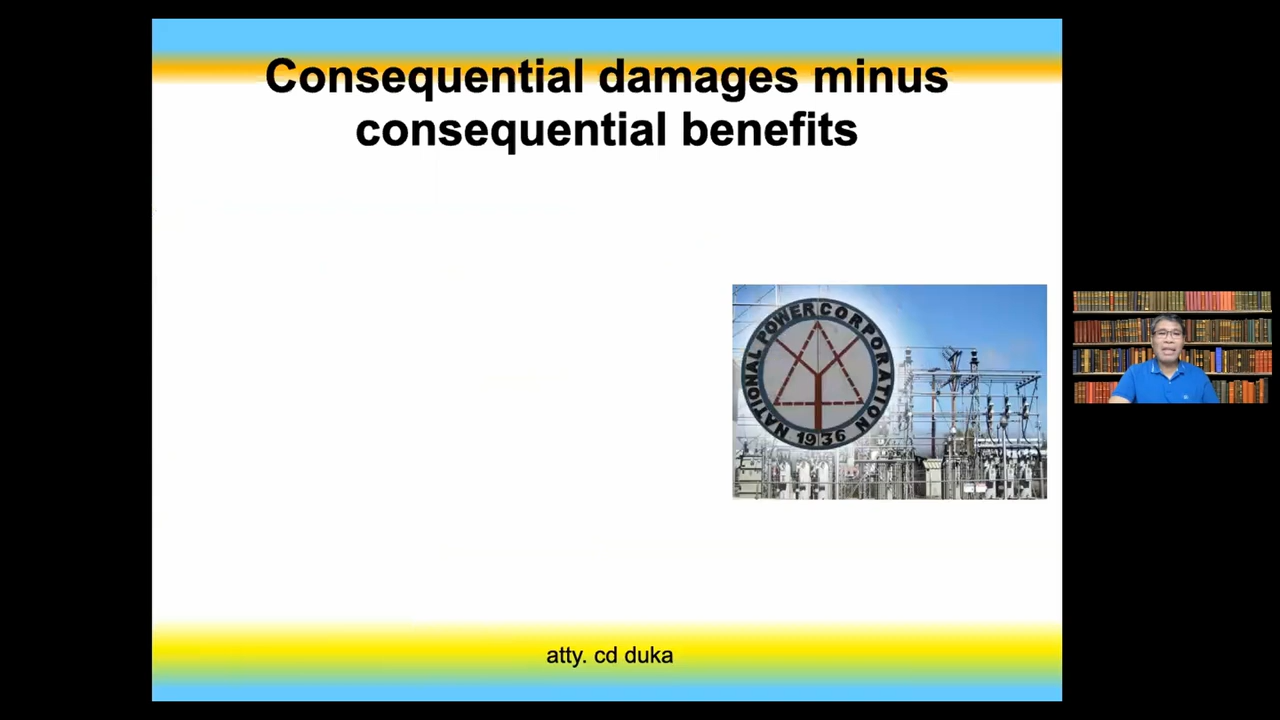 Consequential damages minus
consequential benefits
NATIONAL POWER CORPORATION
1936
atty. cd duka